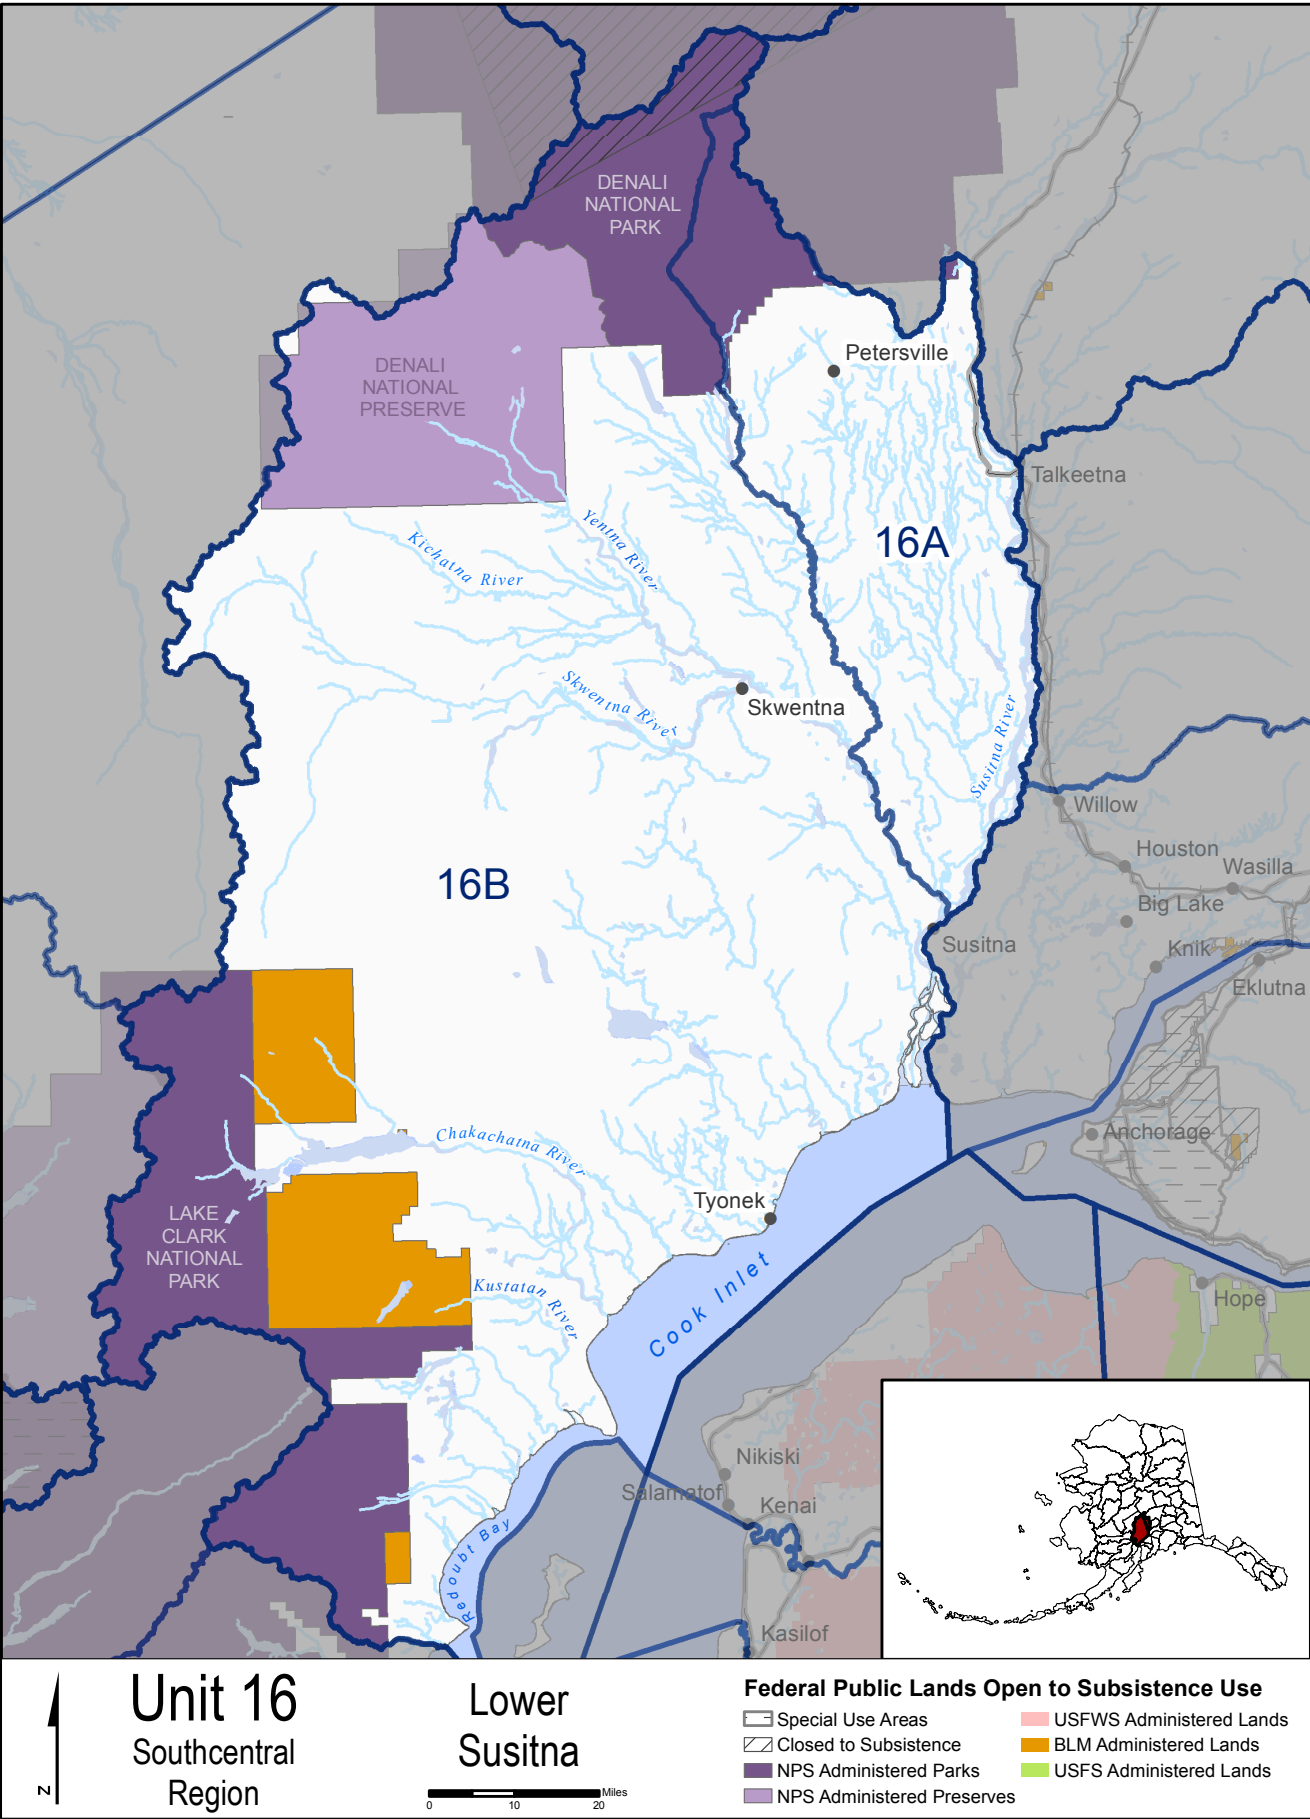 DENALI
NATIONAL
PARK
DENALI
NATIONAL
PRESERVE
Petersville
Talkeetna
16A
Yentna River
Kichatna River
Skwentna River
Skwentna
Susitna River
Willow
Houston
Wasilla
Big Lake
16B
Susitna
Knik
Eklutna
Chakachatna River
Anchorage
Tyonek
LAKE
CLARK
NATIONAL
PARK
Cook Inlet
Kustatan River
Hope
Nikiski
Salamatof
Kenai
Redoubt Bay
Kasilof
N
Unit 16
Southcentral
Region
Lower
Susitna
Miles
0 10 20
Federal Public Lands Open to Subsistence Use
Special Use Areas
Closed to Subsistence
NPS Administered Parks
NPS Administered Preserves
USFWS Administered Lands
BLM Administered Lands
USFS Administered Lands